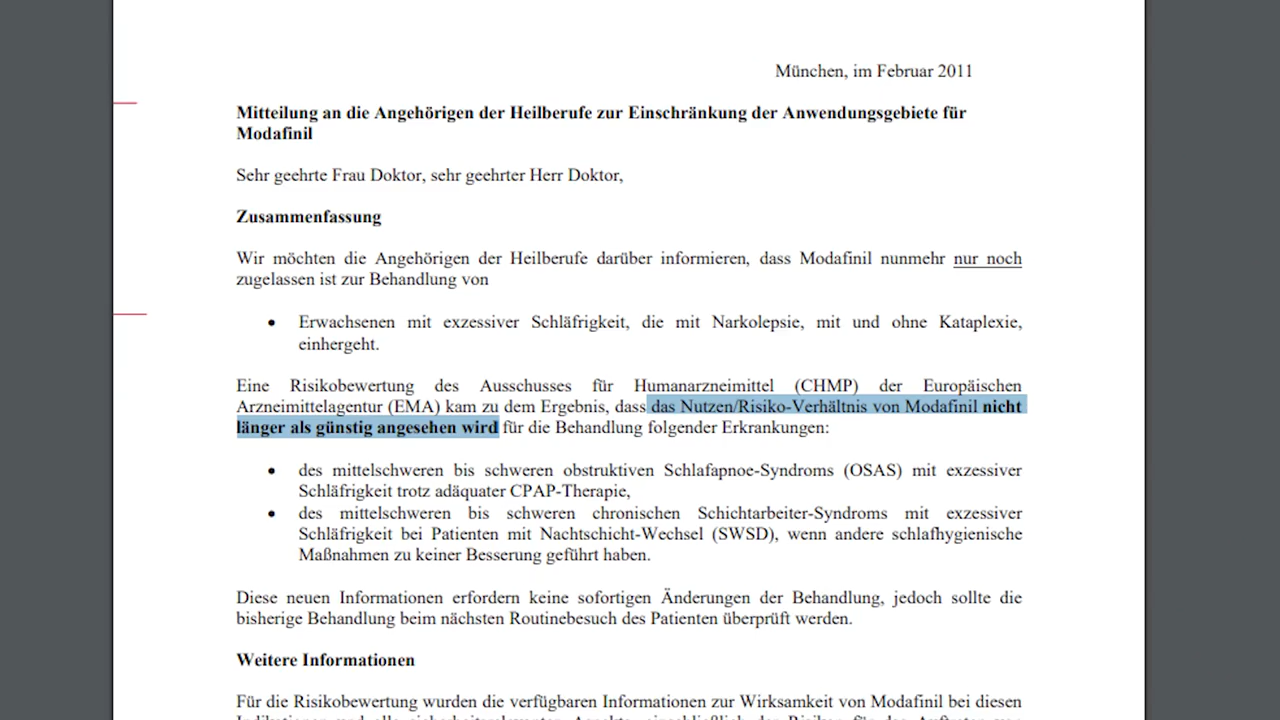 München, im Februar 2011
Mitteilung an die Angehörigen der Heilberufe zur Einschränkung der Anwendungsgebiete für
Modafinil
Sehr geehrte Frau Doktor, sehr geehrter Herr Doktor,
Zusammenfassung
Wir möchten die Angehörigen der Heilberufe darüber informieren, dass Modafinil nunmehr nur noch
zugelassen ist zur Behandlung von
• Erwachsenen mit exzessiver Schläfrigkeit, die mit Narkolepsie, mit und ohne Kataplexie,
einhergeht.
Eine Risikobewertung des Ausschusses für Humanarzneimittel (CHMP) der Europäischen
Arzneimittelagentur (EMA) kam zu dem Ergebnis, dass das Nutzen/Risiko-Verhältnis von Modafinil nicht
länger als günstig angesehen wird für die Behandlung folgender Erkrankungen:
• des mittelschweren bis schweren obstruktiven Schlafapnoe-Syndroms (OSAS) mit exzessiver
Schläfrigkeit trotz adäquater CPAP-Therapie,
• des mittelschweren bis schweren chronischen Schichtarbeiter-Syndroms mit exzessiver
Schläfrigkeit bei Patienten mit Nachtschicht-Wechsel (SWSD), wenn andere schlafhygienische
Maßnahmen zu keiner Besserung geführt haben.
Diese neuen Informationen erfordern keine sofortigen Änderungen der Behandlung, jedoch sollte die
bisherige Behandlung beim nächsten Routinebesuch des Patienten überprüft werden.
Weitere Informationen
Für die Risikobewertung wurden die verfügbaren Informationen zur Wirksamkeit von Modafinil bei diesen